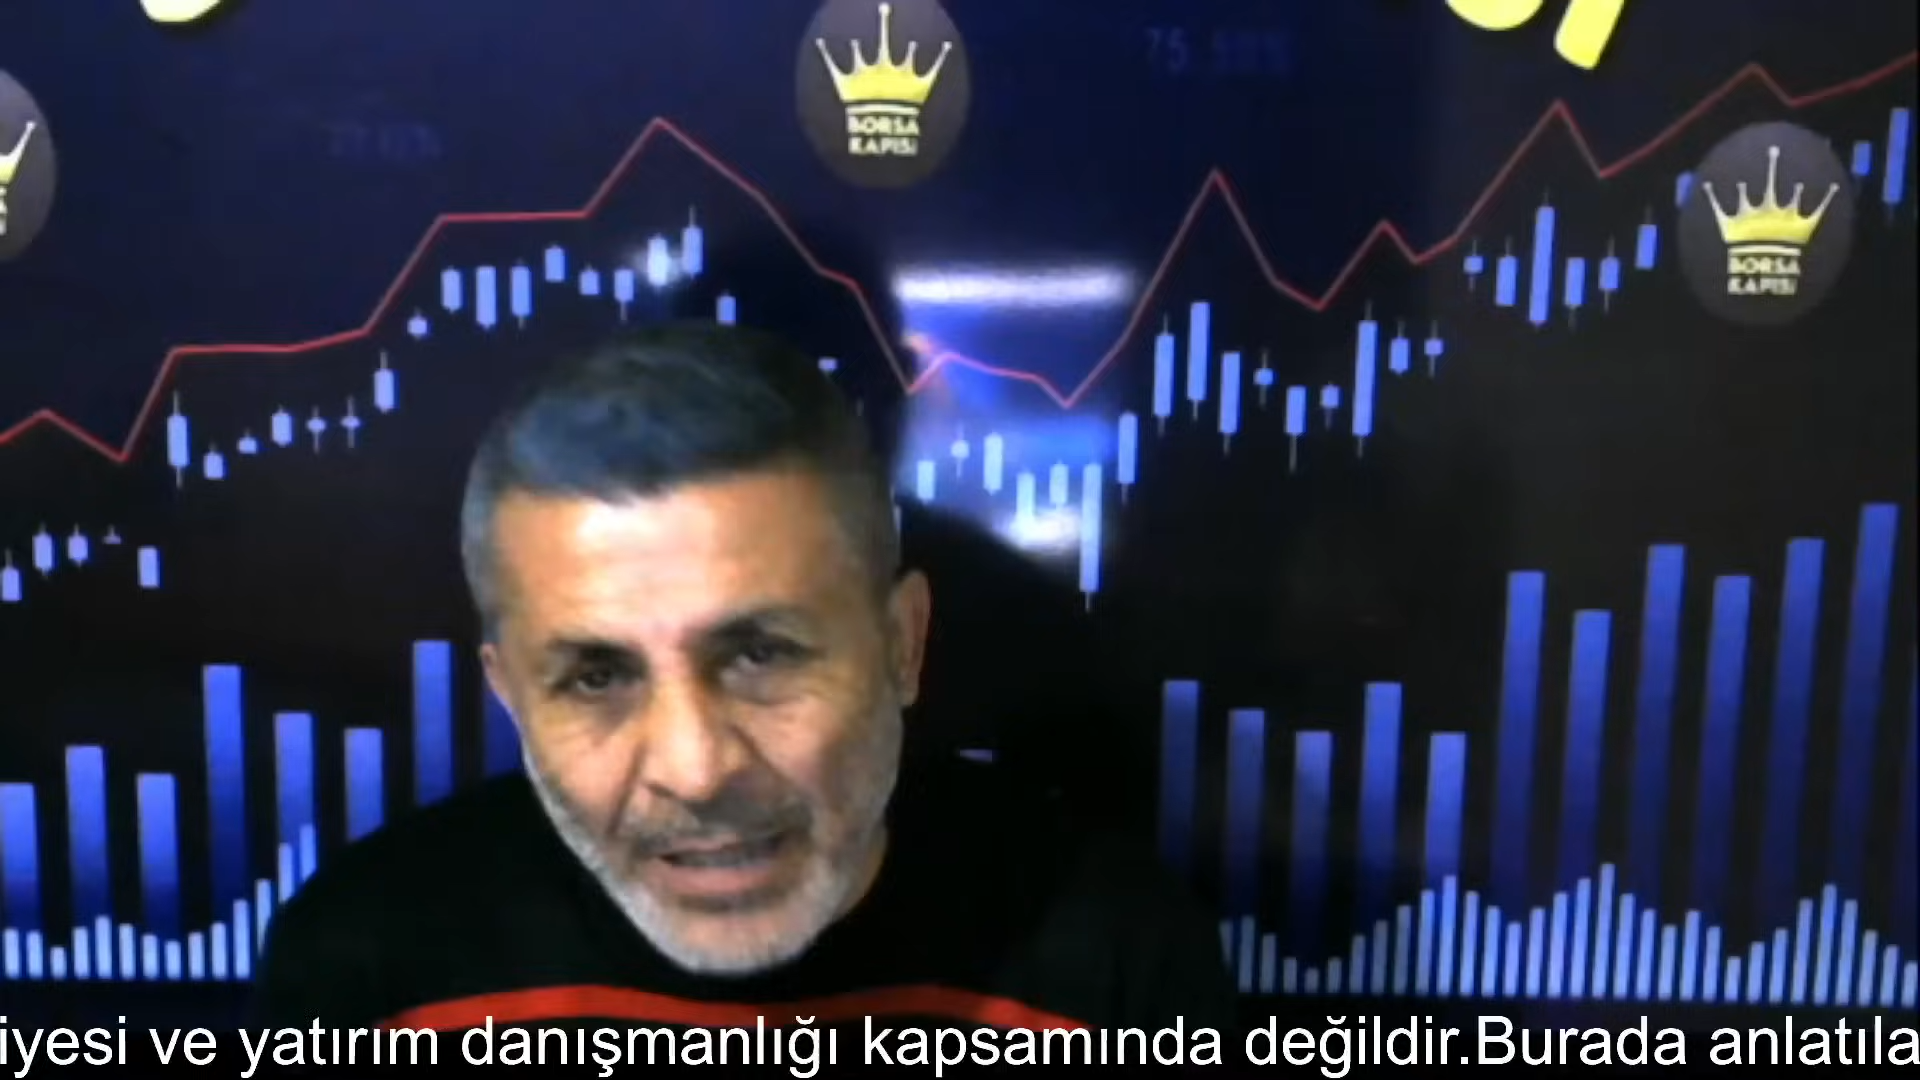 BORSA
KAPISI
BORSA
KAPISI
iyesi ve yatırım danışmanlığı kapsamında değildir.Burada anlatıla